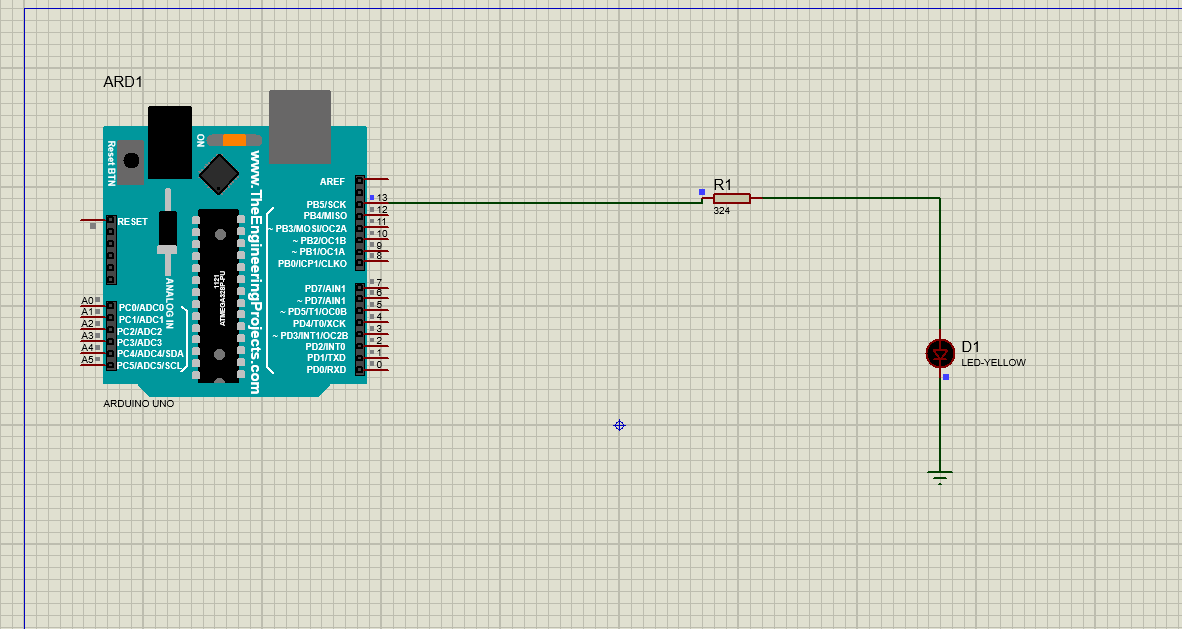 ARD1
ON
Reset BTN
www.TheEngineeringProjects.com
RESET
ANALOG IN
1121
ATMEGA328P-PU
A0
A1
A2
A3
A4
A5
PC0/ADC0
PC1/ADC1
PC2/ADC2
PC3/ADC3
PC4/ADC4/SDA
PC5/ADC5/SCL
AREF
PB5/SCK
PB4/MISO
~ PB3/MOSI/OC2A
~ PB2/OC1B
~ PB1/OC1A
PB0/ICP1/CLKO
PD7/AIN1
~ PD7/AIN1
~ PD5/T1/OC0B
PD4/T0/XCK
~ PD3/INT1/OC2B
PD2/INT0
PD1/TXD
PD0/RXD
13
12
11
10
9
8
7
6
5
4
3
2
1
0
ARDUINO UNO
R1
324
D1
LED-YELLOW